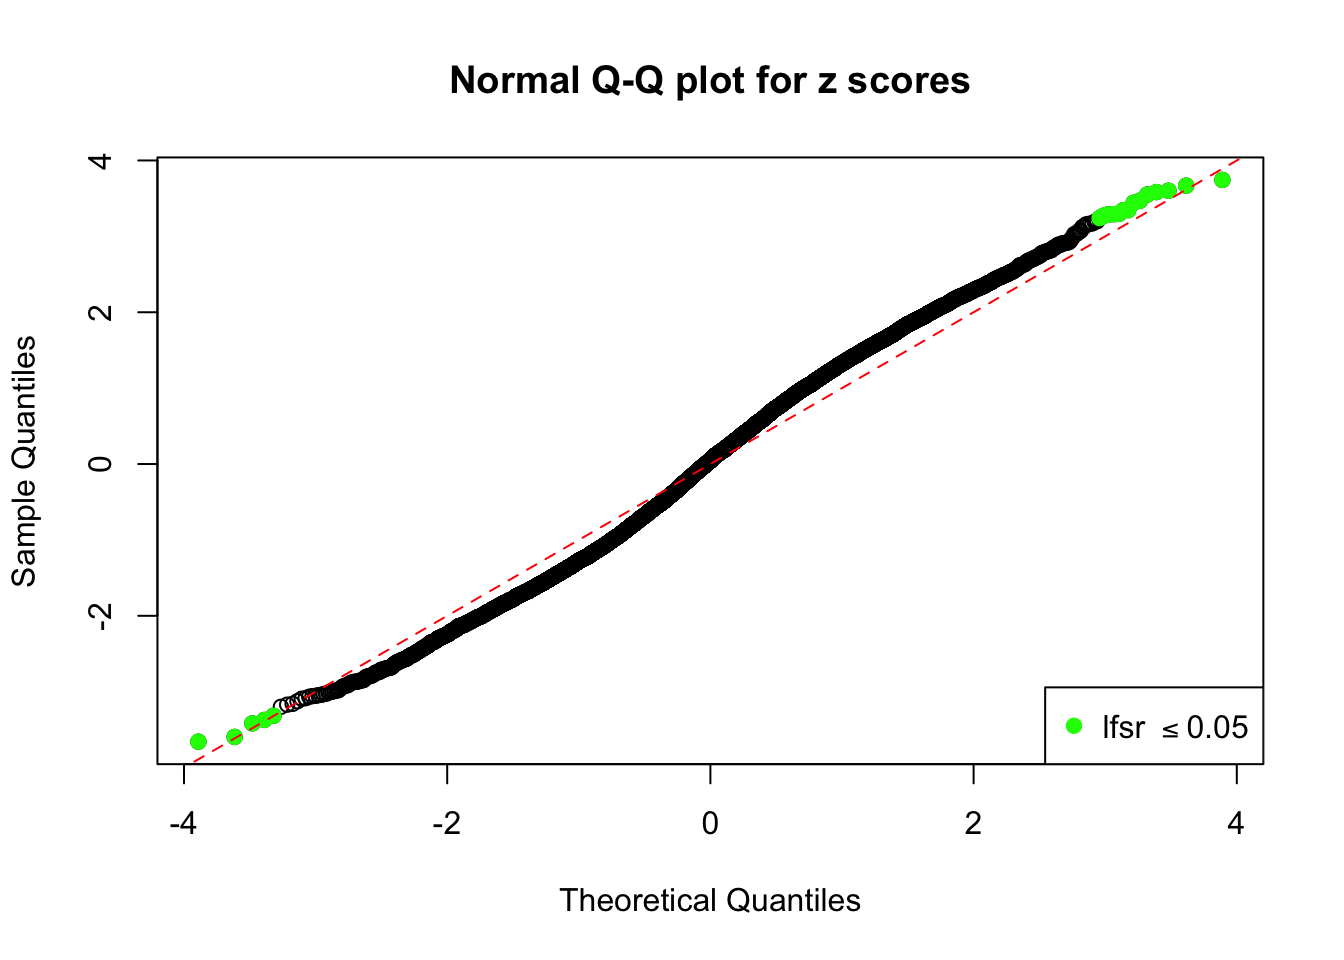 Normal Q-Q plot for z scores
4
2
0
-2
Sample Quantiles
-4
-2
0
2
4
Theoretical Quantiles
lfsr ≤ 0.05